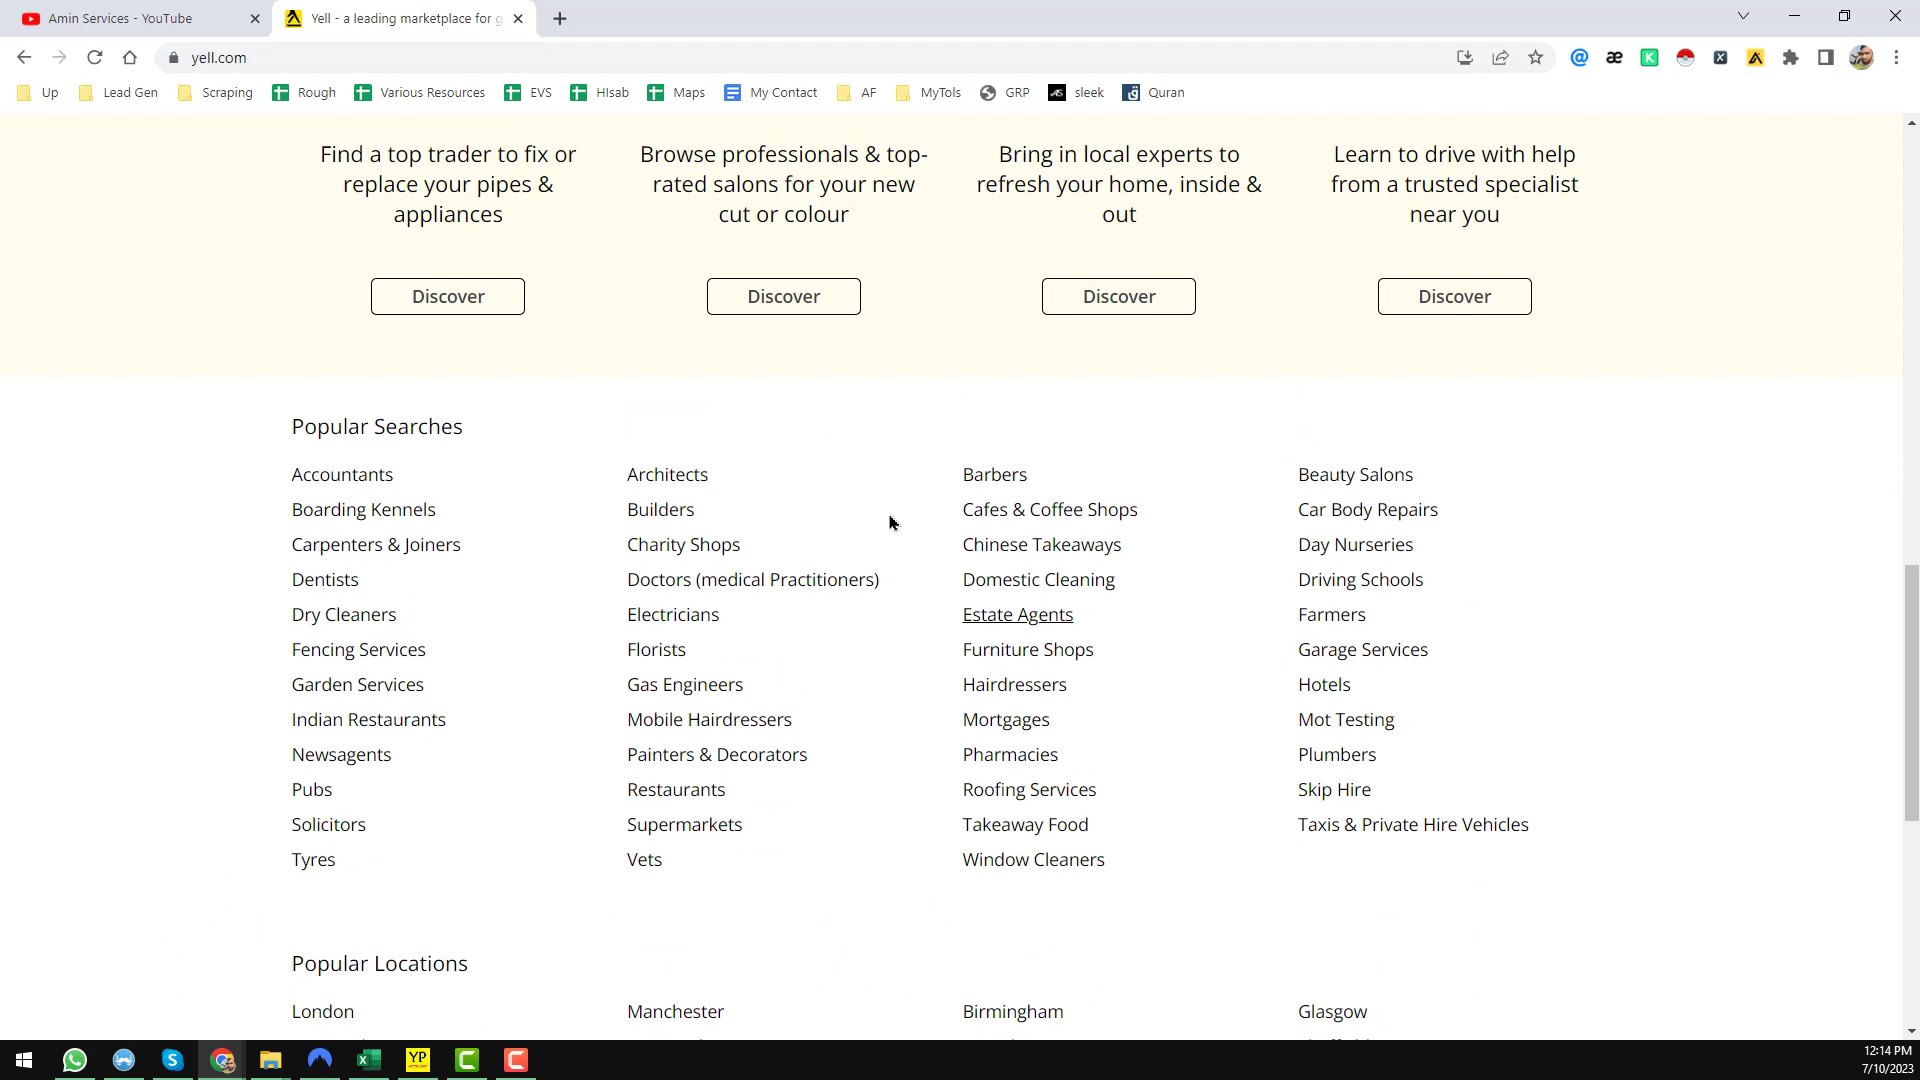 Amin Services - YouTube
Yell - a leading marketplace for g
yell.com
Up
Lead Gen
Scraping
Rough
Various Resources
EVS
HIsab
Maps
My Contact
AF
MyTols
GRP
sleek
Quran
Find a top trader to fix or
replace your pipes &
appliances
Browse professionals & top-
rated salons for your new
cut or colour
Bring in local experts to
refresh your home, inside &
out
Learn to drive with help
from a trusted specialist
near you
Discover
Discover
Discover
Discover
Popular Searches
Accountants
Architects
Barbers
Beauty Salons
Boarding Kennels
Builders
Cafes & Coffee Shops
Car Body Repairs
Carpenters & Joiners
Charity Shops
Chinese Takeaways
Day Nurseries
Dentists
Doctors (medical Practitioners)
Domestic Cleaning
Driving Schools
Dry Cleaners
Electricians
Estate Agents
Farmers
Fencing Services
Florists
Furniture Shops
Garage Services
Garden Services
Gas Engineers
Hairdressers
Hotels
Indian Restaurants
Mobile Hairdressers
Mortgages
Mot Testing
Newsagents
Painters & Decorators
Pharmacies
Plumbers
Pubs
Restaurants
Roofing Services
Skip Hire
Solicitors
Supermarkets
Takeaway Food
Taxis & Private Hire Vehicles
Tyres
Vets
Window Cleaners
Popular Locations
London
Manchester
Birmingham
Glasgow
YP
12:14 PM
7/10/2023